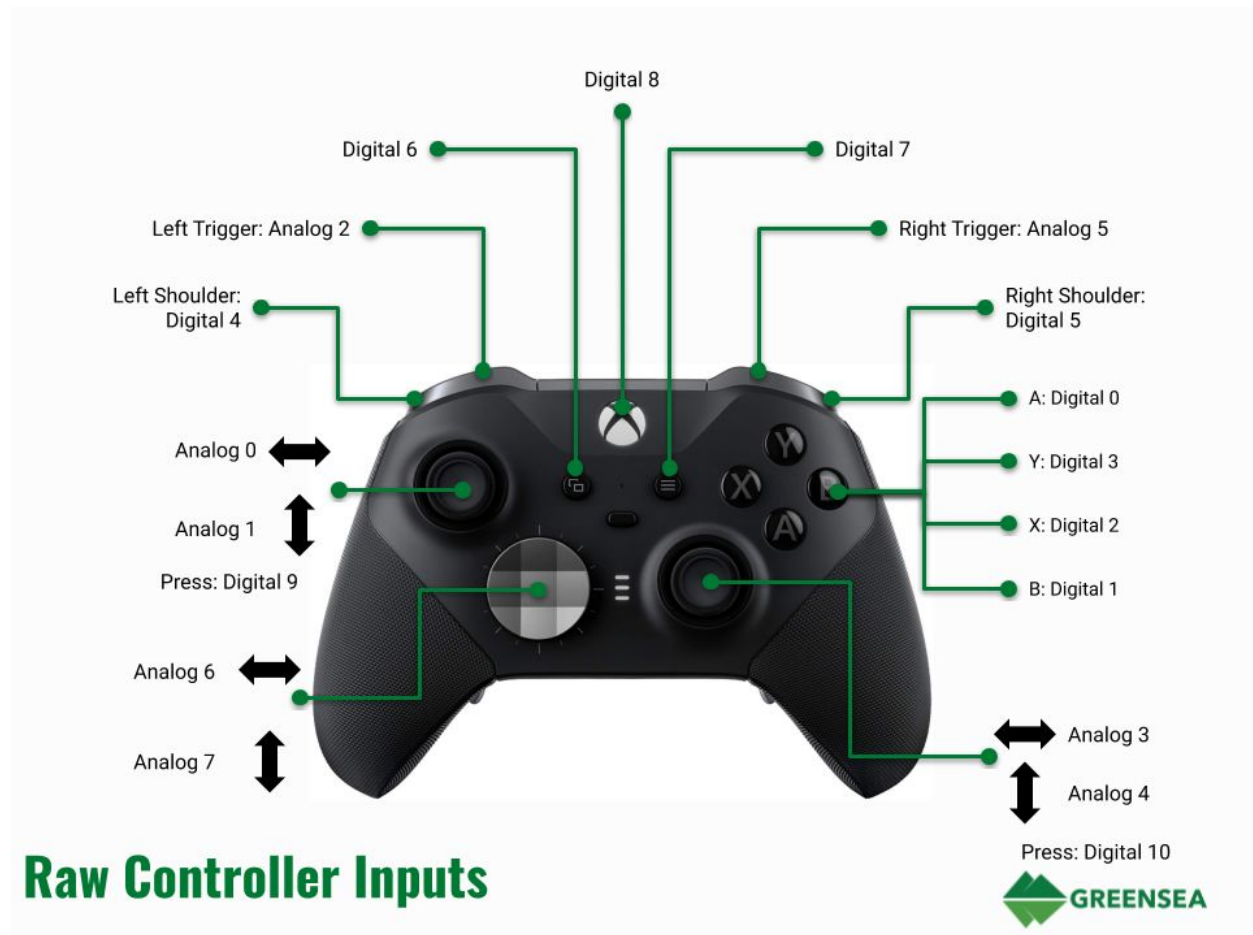 Digital 8
Digital 6
Digital 7
Left Trigger: Analog 2
Right Trigger: Analog 5
Left Shoulder:
Digital 4
Right Shoulder:
Digital 5
A: Digital 0
Y: Digital 3
X: Digital 2
B: Digital 1
Analog 0
Analog 1
Press: Digital 9
Y
X
B
A
Analog 6
Analog 7
Analog 3
Analog 4
Press: Digital 10
Raw Controller Inputs
GREENSEA